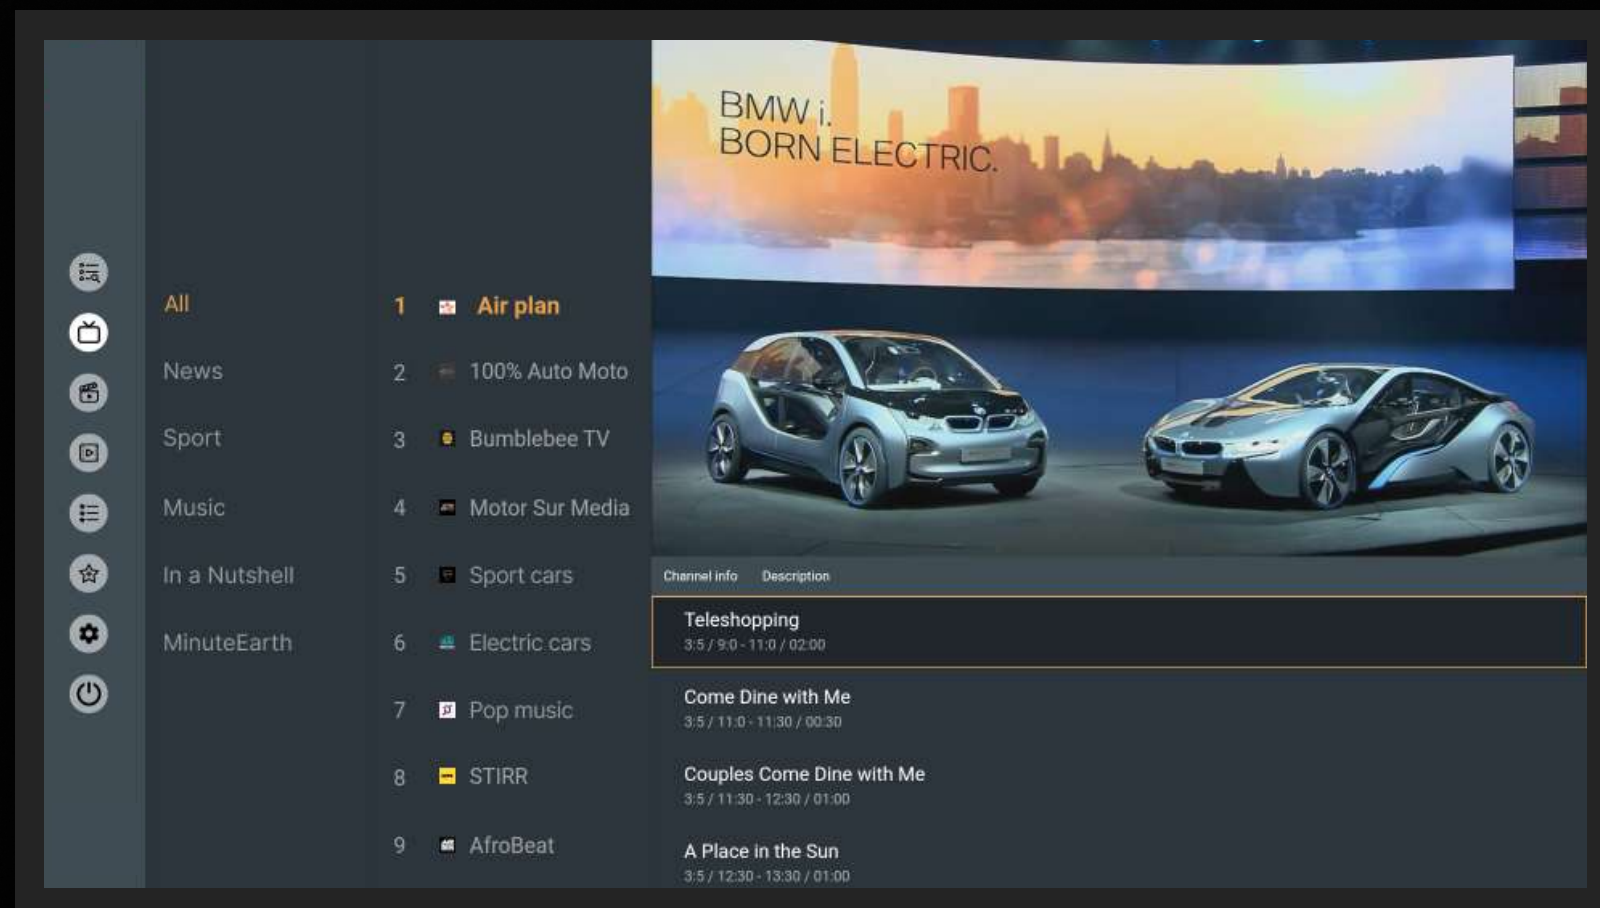 All
News
Sport
Music
In a Nutshell
MinuteEarth
1 Air plan
2 100% Auto Moto
3 Bumblebee TV
4 Motor Sur Media
5 Sport cars
6 Electric cars
7 Pop music
8 STIRR
9 AfroBeat
BMW i.
BORN ELECTRIC.
Channel info Description
Teleshopping
3:5 / 9:0 - 11:0 / 02:00
Come Dine with Me
3:5 / 11:0 - 11:30 / 00:30
Couples Come Dine with Me
3:5 / 11:30 - 12:30 / 01:00
A Place in the Sun
3:5 / 12:30 - 13:30 / 01:00